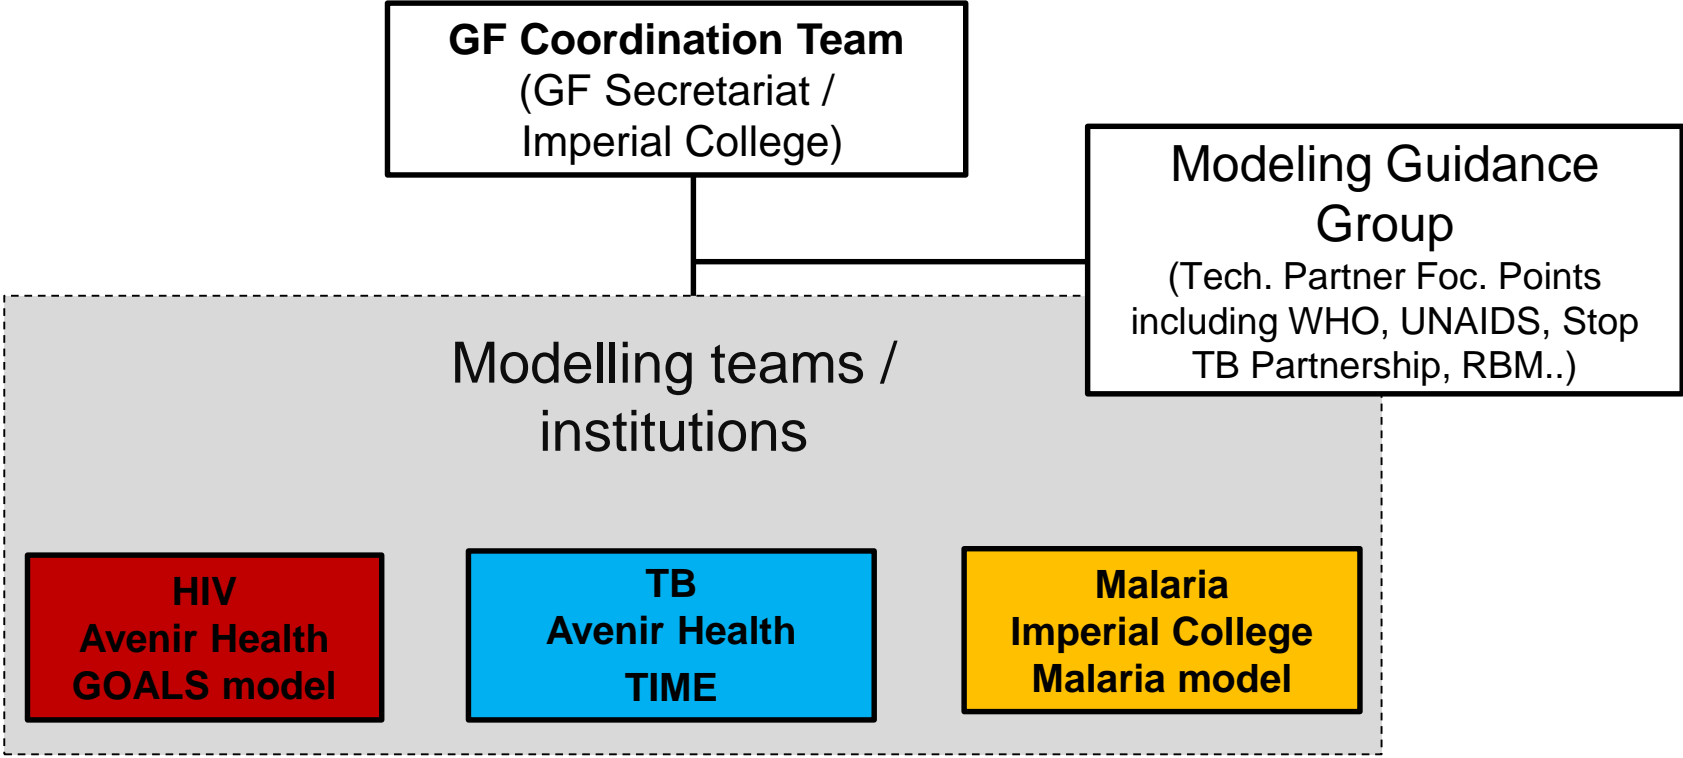 GF Coordination Team
(GF Secretariat /
Imperial College)
Modeling Guidance
Group
(Tech. Partner Foc. Points
including WHO, UNAIDS, Stop
TB Partnership, RBM..)
Modelling teams /
institutions
HIV
Avenir Health
GOALS model
TB
Avenir Health
TIME
Malaria
Imperial College
Malaria model